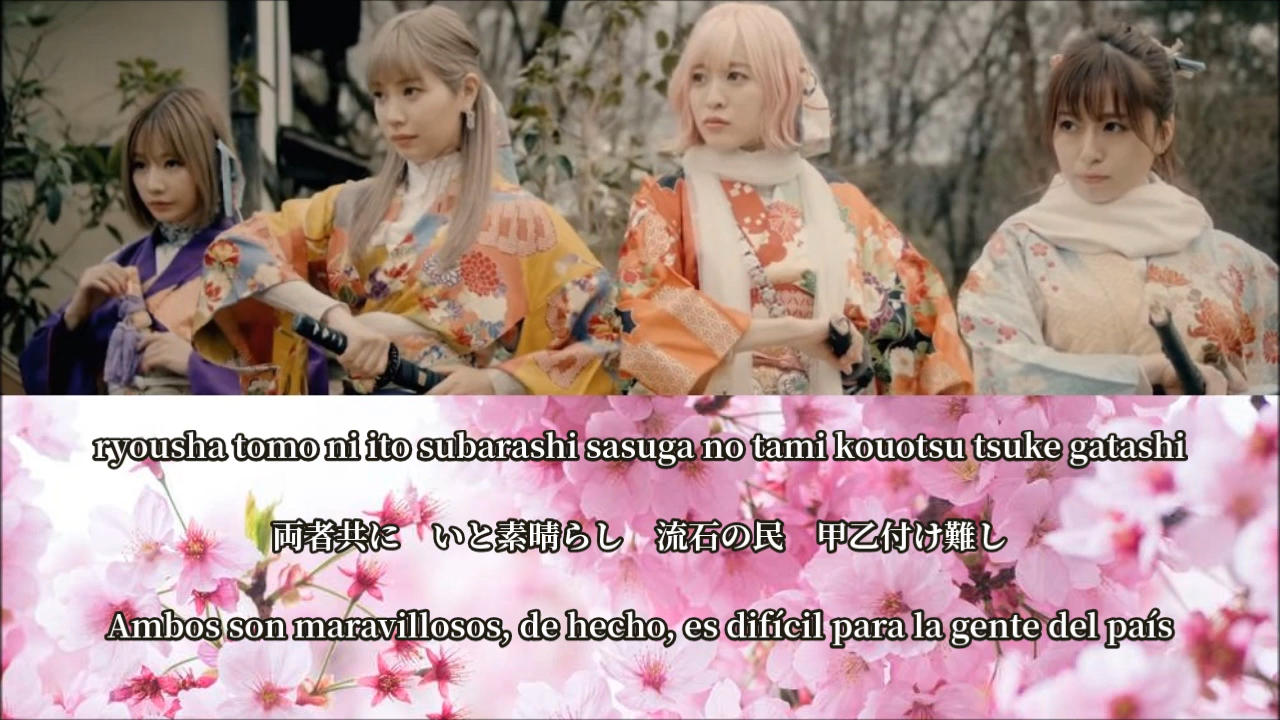 ryousha tomo ni ito subarashi sasuga no tami kouotsu tsuke gatashi
両者共に　いと素晴らし　流石の民　甲乙付け難し
Ambos son maravillosos, de hecho, es difícil para la gente del país